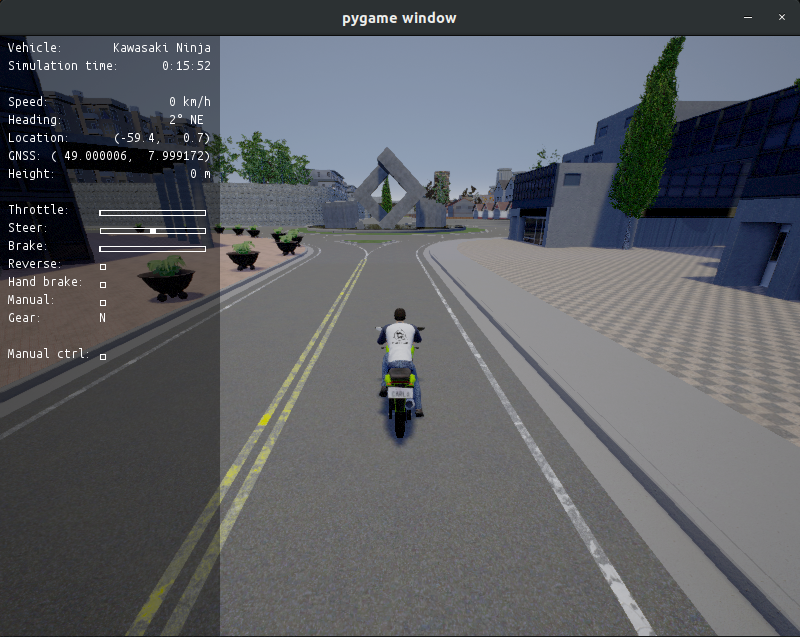 pygame window
Vehicle: Kawasaki Ninja
Simulation time: 0:15:52
Speed: 0 km/h
Heading: 2° NE
Location: (-59.4, 0.7)
GNSS: ( 49.000006, 7.999172)
Height: 0 m
Throttle:
Steer:
Brake:
Reverse:
Hand brake:
Manual:
Gear: N
Manual ctrl:
CARLA